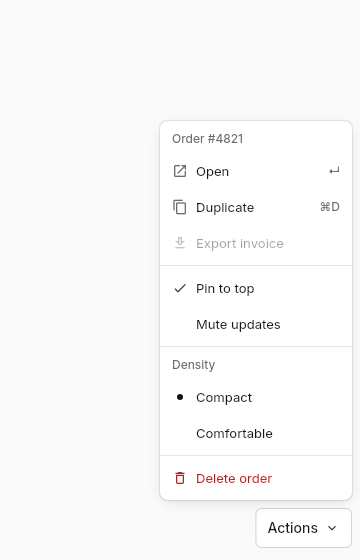 Order #4821
Open ↵
Duplicate ⌘D
Export invoice
Pin to top
Mute updates
Density
Compact
Comfortable
Delete order
Actions